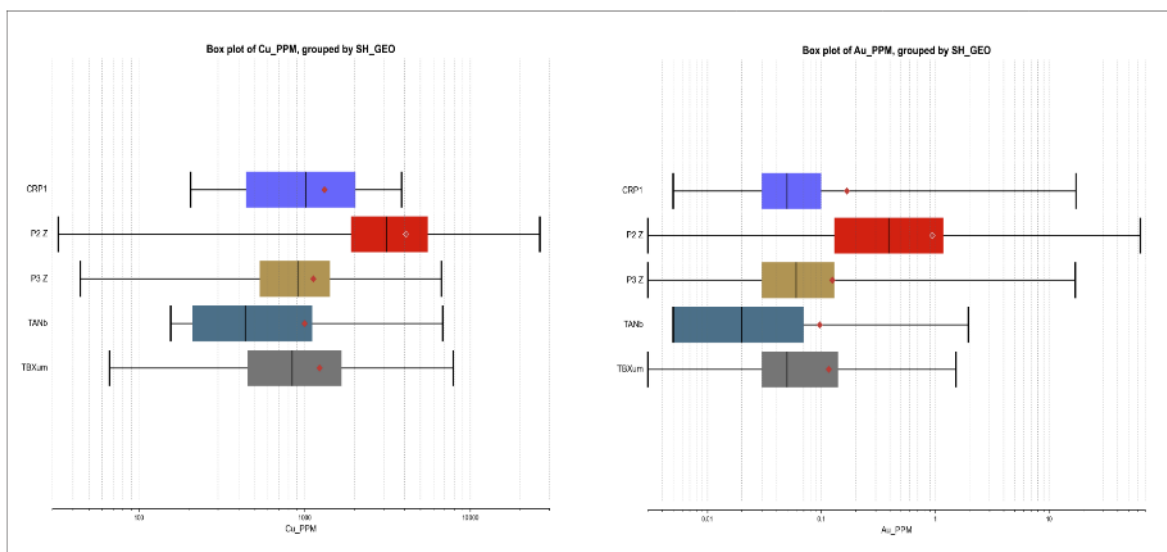 Box plot of Cu_PPM, grouped by SH_GEO
CRP1
P2 Z
P3 Z
TANb
TBXum
100
1000
10000
Cu_PPM
Box plot of Au_PPM, grouped by SH_GEO
CRP1
P2 Z
P3 Z
TANb
TBXum
0.01
0.1
1
10
Au_PPM